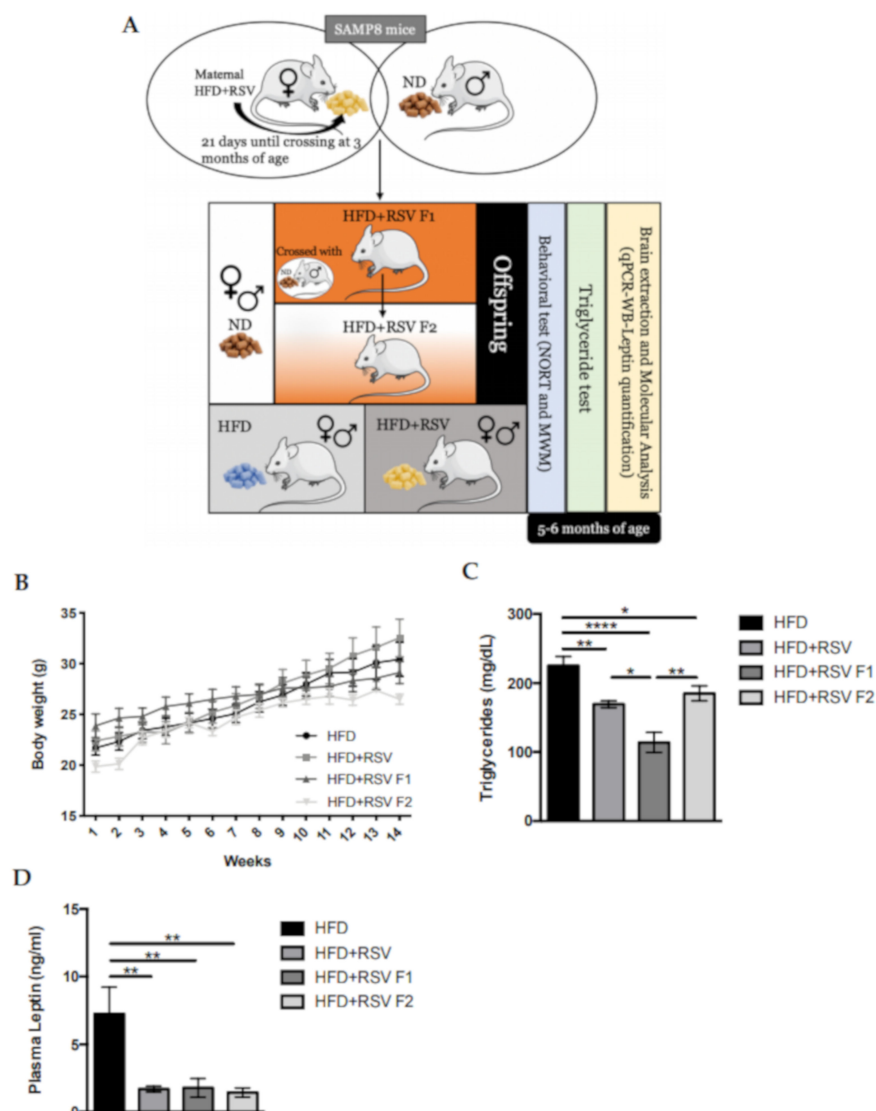 A
SAMP8 mice
Maternal
HFD+RSV
21 days until crossing at 3
months of age
ND
HFD+RSV F1
Crossed with
ND
HFD+RSV F2
ND
Offspring
Behavioral test (NORT and MWM)
Triglyceride test
Brain extraction and Molecular Analysis
(qPCR-WB-Leptin quantification)
HFD
HFD+RSV
5-6 months of age
B
Body weight (g)
35
30
25
20
15
1 2 3 4 5 6 7 8 9 10 11 12 13 14
Weeks
HFD
HFD+RSV
HFD+RSV F1
HFD+RSV F2
C
Triglycerides (mg/dL)
300
200
100
0
*
****
**
* **
HFD
HFD+RSV
HFD+RSV F1
HFD+RSV F2
D
Plasma Leptin (ng/ml)
15
10
5
0
**
**
**
HFD
HFD+RSV
HFD+RSV F1
HFD+RSV F2